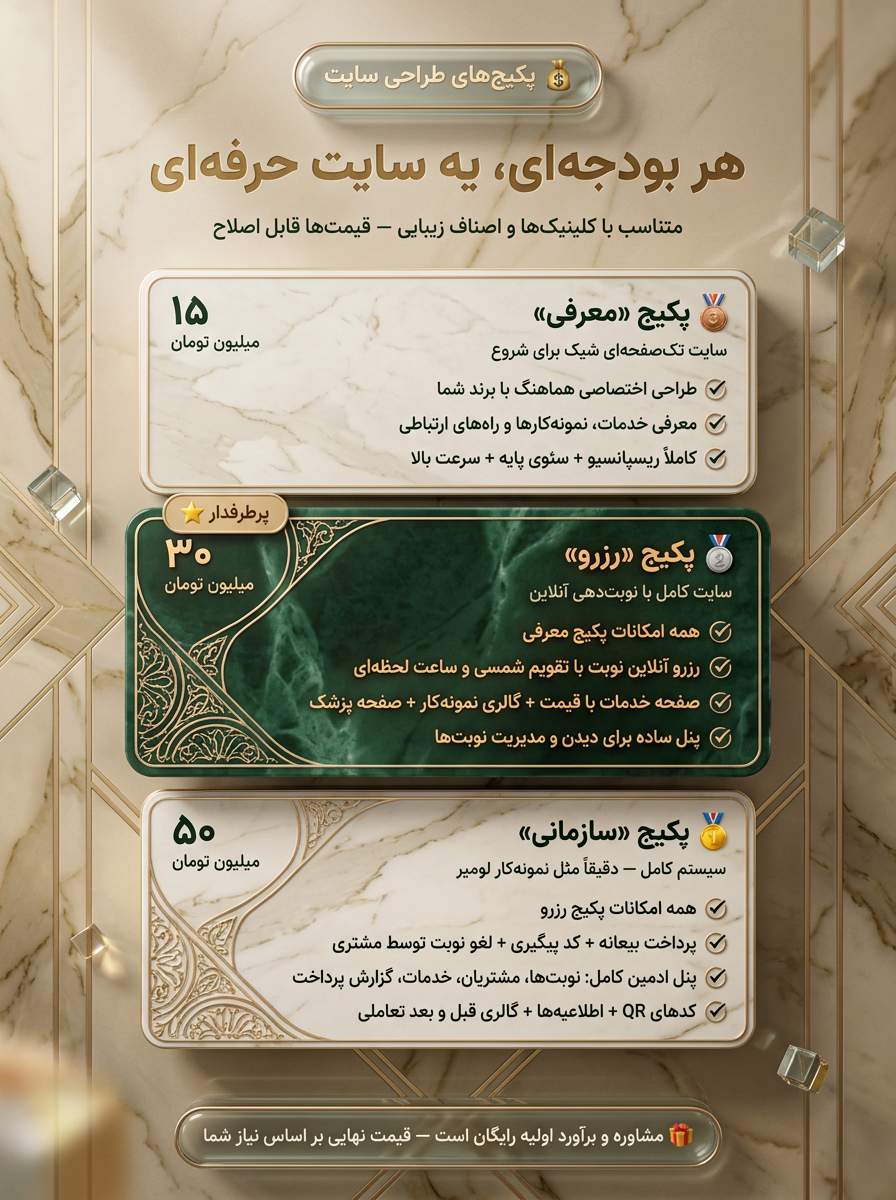 💰 پکیج‌های طراحی سایت
هر بودجه‌ای، یه سایت حرفه‌ای
متناسب با کلینیک‌ها و اصناف زیبایی — قیمت‌ها قابل اصلاح
🥉 پکیج «معرفی»
۱۵
میلیون تومان
سایت تک‌صفحه‌ای شیک برای شروع
طراحی اختصاصی هماهنگ با برند شما
معرفی خدمات، نمونه‌کارها و راه‌های ارتباطی
کاملاً ریسپانسیو + سئوی پایه + سرعت بالا
پرطرفدار ⭐
🥈 پکیج «رزرو»
۳۰
میلیون تومان
سایت کامل با نوبت‌دهی آنلاین
همه امکانات پکیج معرفی
رزرو آنلاین نوبت با تقویم شمسی و ساعت لحظه‌ای
صفحه خدمات با قیمت + گالری نمونه‌کار + صفحه پزشک
پنل ساده برای دیدن و مدیریت نوبت‌ها
🥇 پکیج «سازمانی»
۵۰
میلیون تومان
سیستم کامل — دقیقاً مثل نمونه‌کار لومیر
همه امکانات پکیج رزرو
پرداخت بیعانه + کد پیگیری + لغو نوبت توسط مشتری
پنل ادمین کامل: نوبت‌ها، مشتریان، خدمات، گزارش پرداخت
کدهای QR + اطلاعیه‌ها + گالری قبل و بعد تعاملی
🎁 مشاوره و برآورد اولیه رایگان است — قیمت نهایی بر اساس نیاز شما